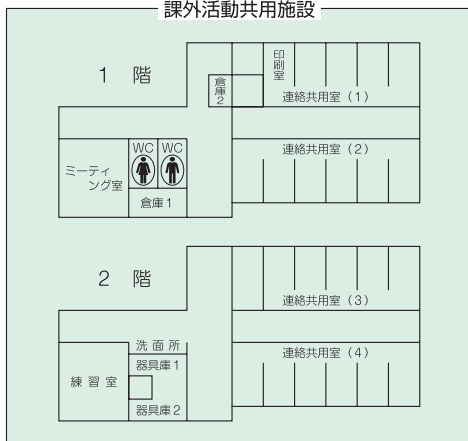 課外活動共用施設
1 階
印刷室
倉庫2
連絡共用室（1）
WC WC
連絡共用室（2）
ミーティ
ング室
倉庫1
2 階
連絡共用室（3）
洗面所
器具庫1
連絡共用室（4）
練習室
器具庫2